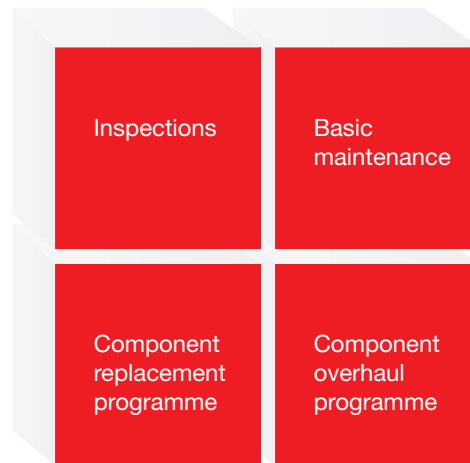 Inspections
Basic
maintenance
Component
replacement
programme
Component
overhaul
programme